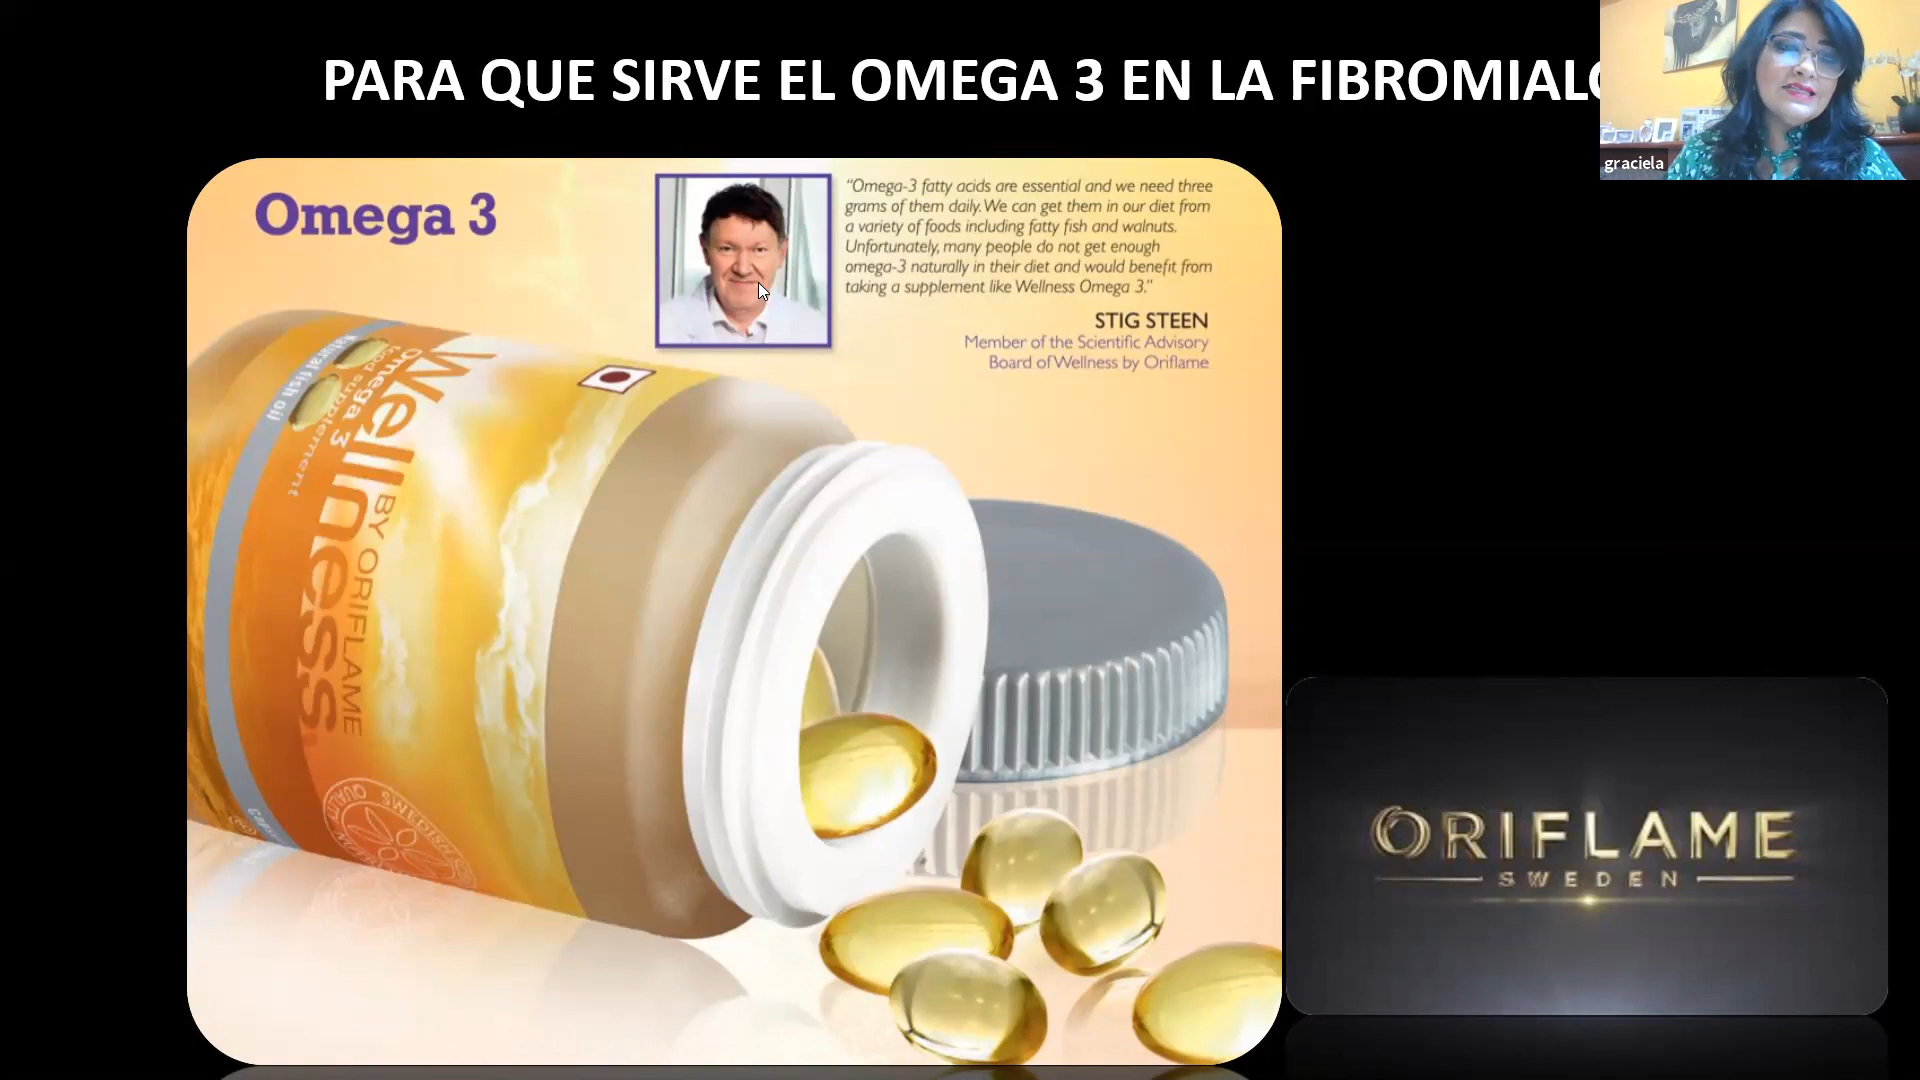 PARA QUE SIRVE EL OMEGA 3 EN LA
graciela
Omega 3
“Omega-3 fatty acids are essential and we need three
grams of them daily. We can get them in our diet from
a variety of foods including fatty fish and walnuts.
Unfortunately, many people do not get enough
omega-3 naturally in their diet and would benefit from
taking a supplement like Wellness Omega 3.”
STIG STEEN
Member of the Scientific Advisory
Board of Wellness by Oriflame
Wellness
BY ORIFLAME
omega 3
food supplement
Natural fish oil
ORIFLAME
SWEDEN